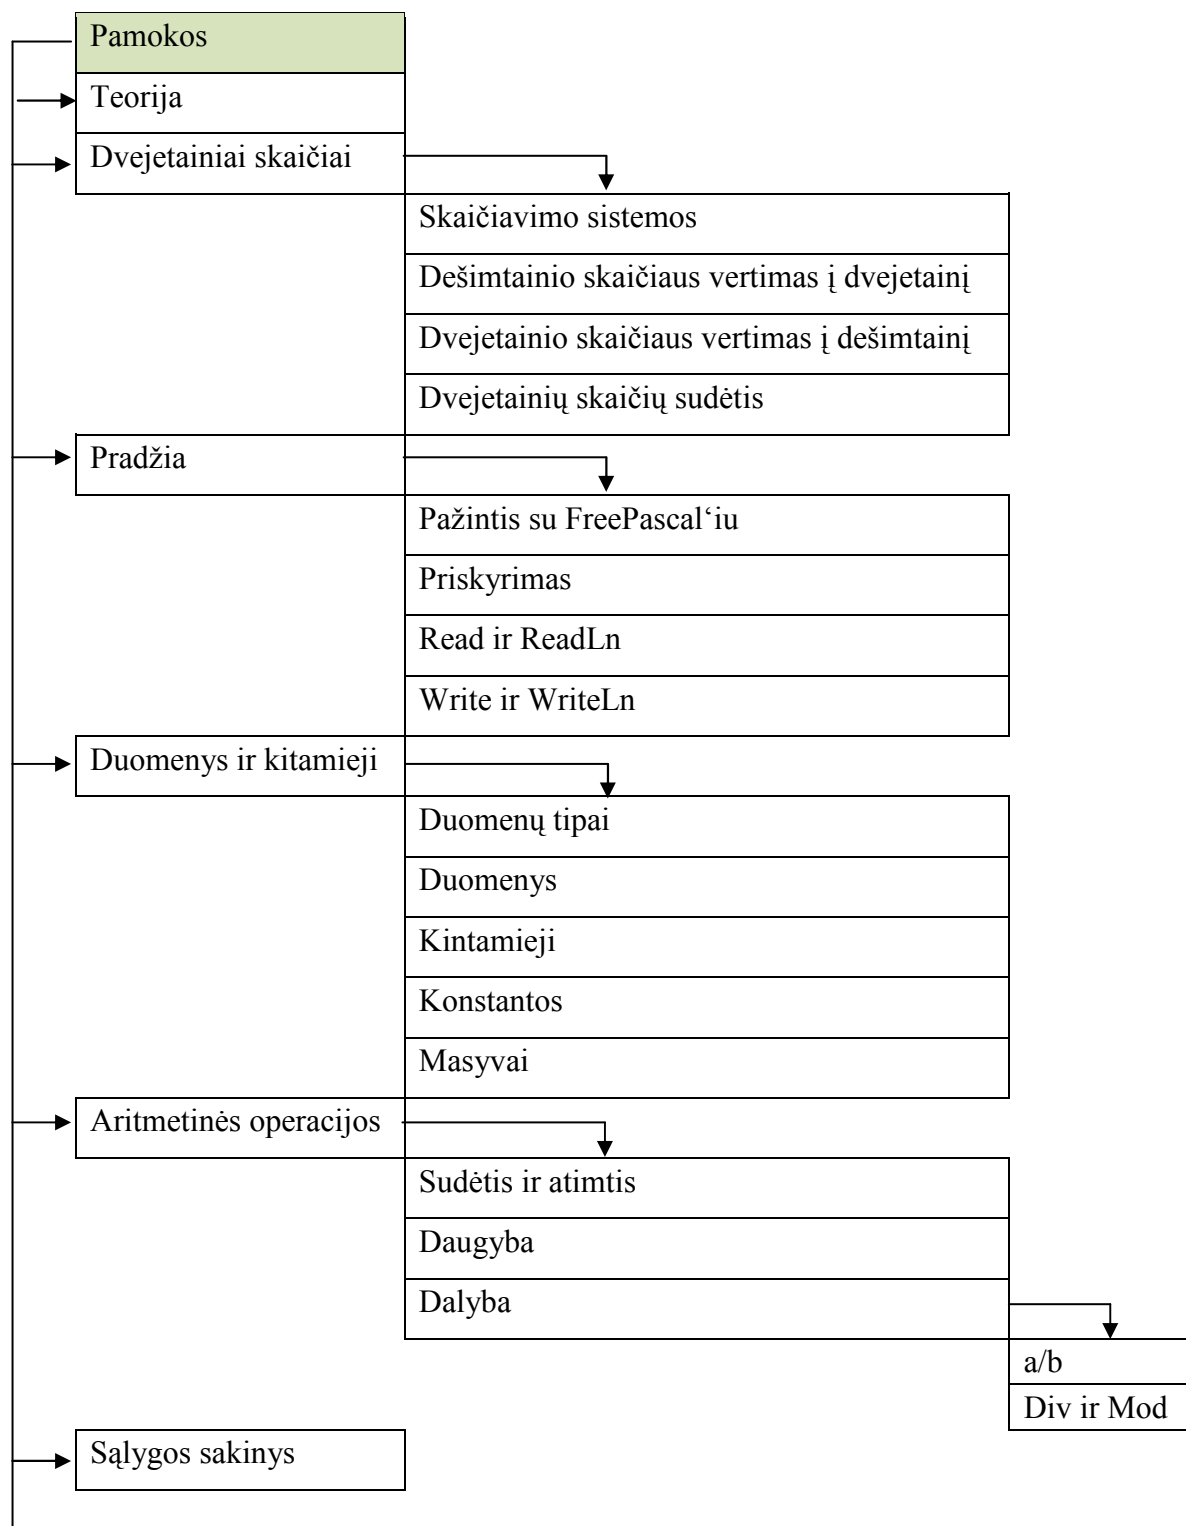 Pamokos
Teorija
Dvejetainiai skaičiai
Skaičiavimo sistemos
Dešimtainio skaičiaus vertimas į dvejetainį
Dvejetainio skaičiaus vertimas į dešimtainį
Dvejetainių skaičių sudėtis
Pradžia
Pažintis su FreePascal‘iu
Priskyrimas
Read ir ReadLn
Write ir WriteLn
Duomenys ir kitamieji
Duomenų tipai
Duomenys
Kintamieji
Konstantos
Masyvai
Aritmetinės operacijos
Sudėtis ir atimtis
Daugyba
Dalyba
a/b
Div ir Mod
Sąlygos sakinys